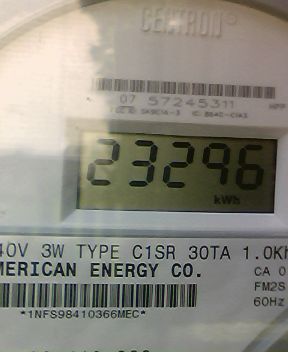 CENTRON®
07 57245311
23296
kWh
40V 3W TYPE C1SR 30TA 1.0Kh
MERICAN ENERGY CO.
CA 0
FM2S
60Hz
*1NFS98410366MEC*